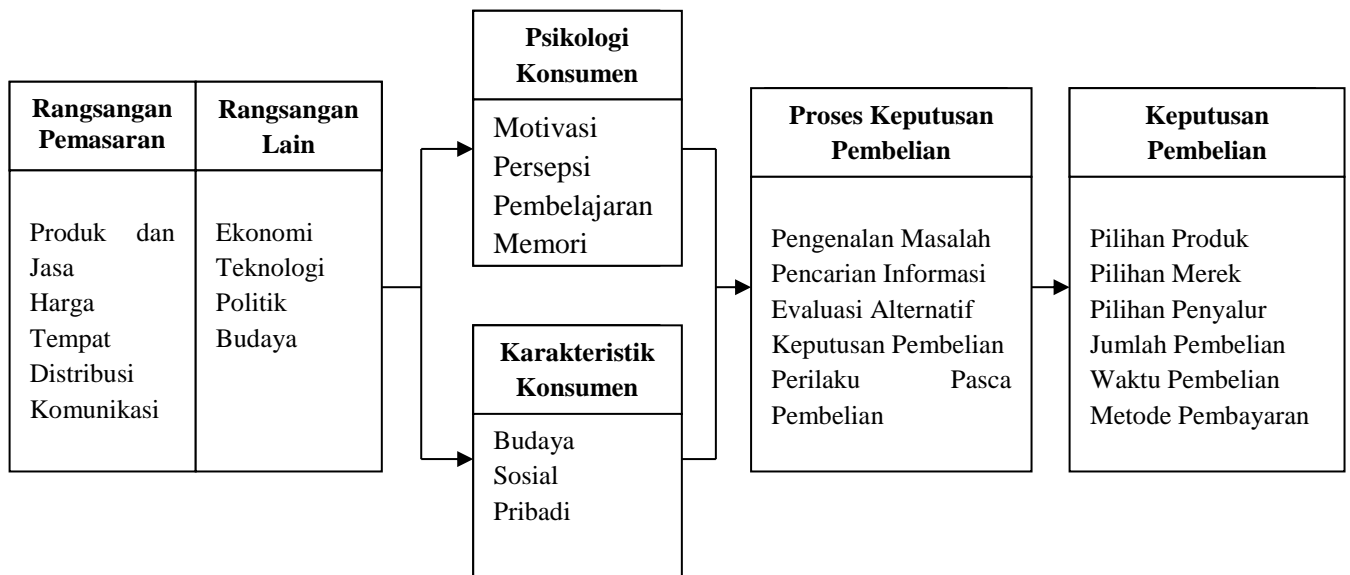 Rangsangan
Pemasaran
Produk dan
Jasa
Harga
Tempat
Distribusi
Komunikasi
Rangsangan
Lain
Ekonomi
Teknologi
Politik
Budaya
Psikologi
Konsumen
Motivasi
Persepsi
Pembelajaran
Memori
Karakteristik
Konsumen
Budaya
Sosial
Pribadi
Proses Keputusan
Pembelian
Pengenalan Masalah
Pencarian Informasi
Evaluasi Alternatif
Keputusan Pembelian
Perilaku Pasca
Pembelian
Keputusan
Pembelian
Pilihan Produk
Pilihan Merek
Pilihan Penyalur
Jumlah Pembelian
Waktu Pembelian
Metode Pembayaran